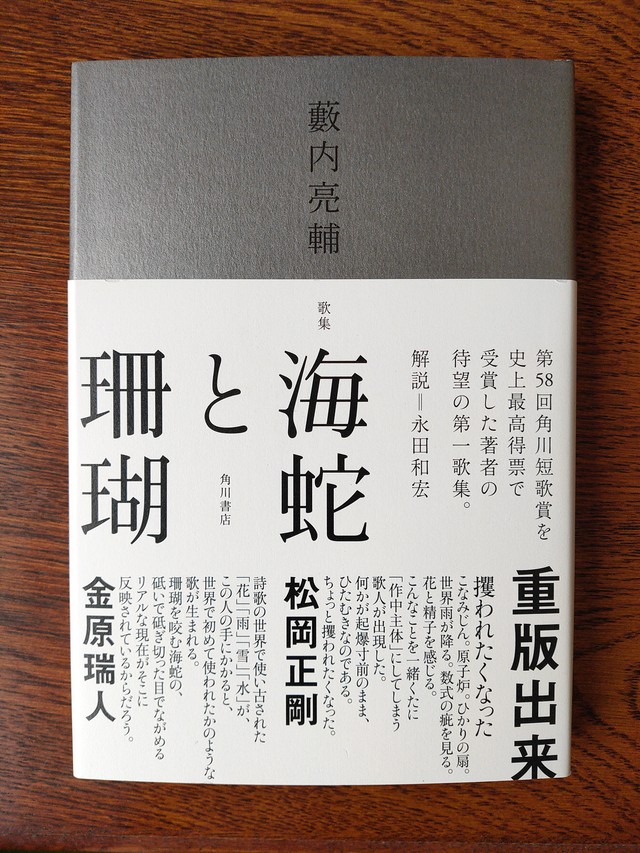 藪内亮輔
歌集
海蛇
と
珊瑚
角川書店
第58回角川短歌賞を
史上最高得票で
受賞した著者の
待望の第一歌集。
解説＝永田和宏
重版出来
攫われたくなった
こなみじん。原子炉。ひかりの扇。
世界雨が降る。数式の疵を見る。
花と精子を感じる。
こんなことを一緒くたに
「作中主体」にしてしまう
歌人が出現した。
何かが起爆寸前のまま、
ひたむきなのである。
ちょっと攫われたくなった。
松岡正剛
詩歌の世界で使い古された
「花」「雨」「雪」「水」が、
この人の手にかかると、
世界で初めて使われたかのような
歌が生まれる。
珊瑚を咬む海蛇の、
砥いで砥ぎ切った目でながめる
リアルな現在がそこに
反映されているからだろう。
金原瑞人